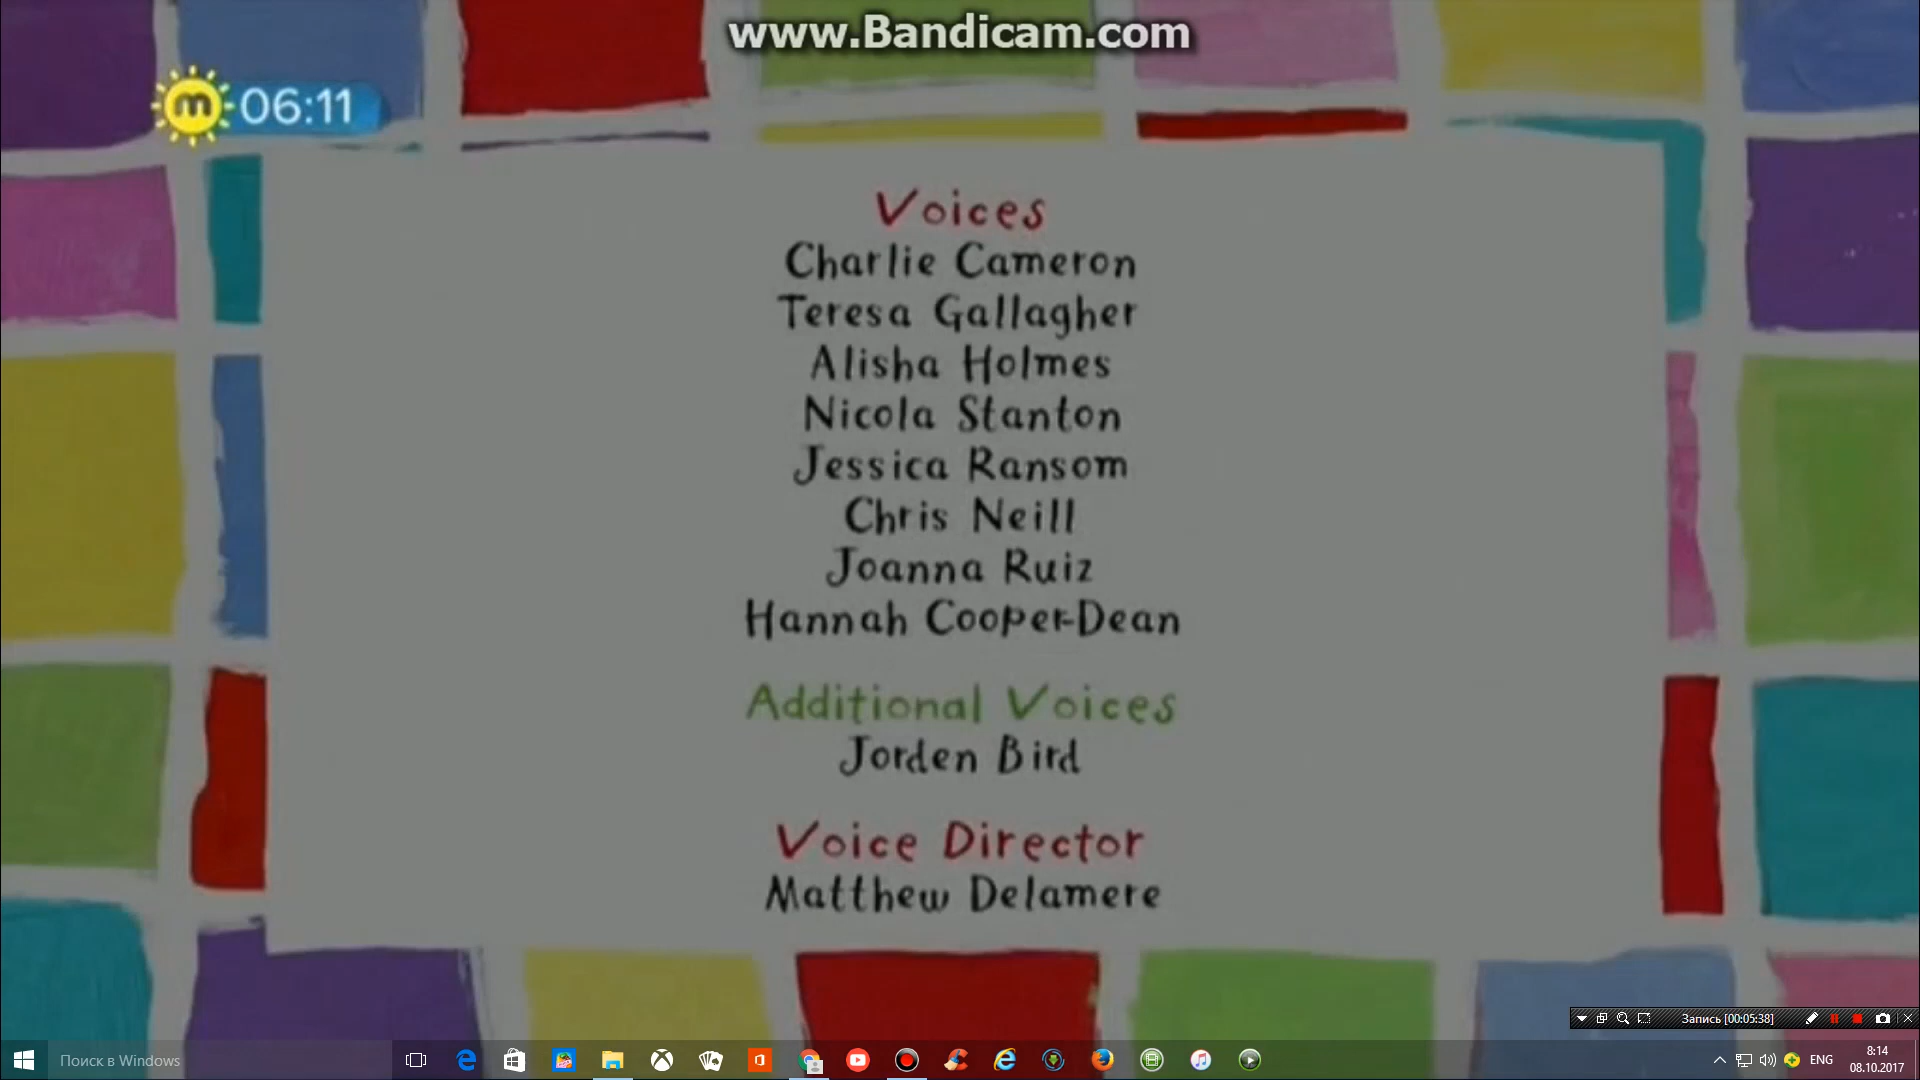 www.Bandicam.com
m 06:11
Voices
Charlie Cameron
Teresa Gallagher
Alisha Holmes
Nicola Stanton
Jessica Ransom
Chris Neill
Joanna Ruiz
Hannah Cooper-Dean
Additional Voices
Jorden Bird
Voice Director
Matthew Delamere
Запись [00:05:38]
Поиск в Windows
ENG
8:14
08.10.2017